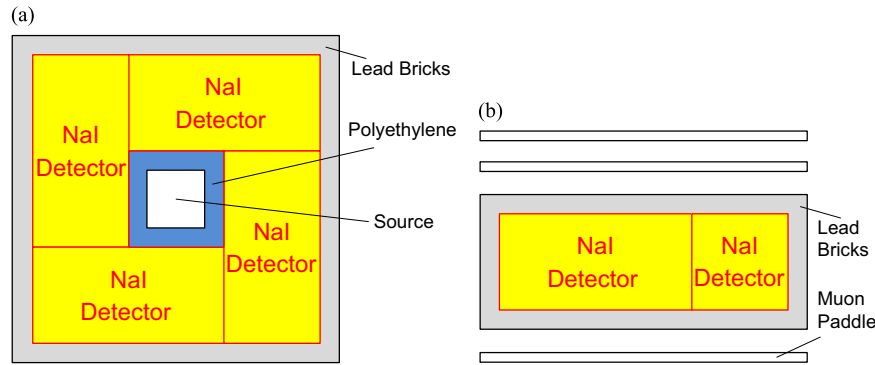 (a)
Lead Bricks
NaI
Detector
NaI
Detector
Polyethylene
Source
NaI
Detector
NaI
Detector
(b)
NaI
Detector
NaI
Detector
Lead
Bricks
Muon
Paddle